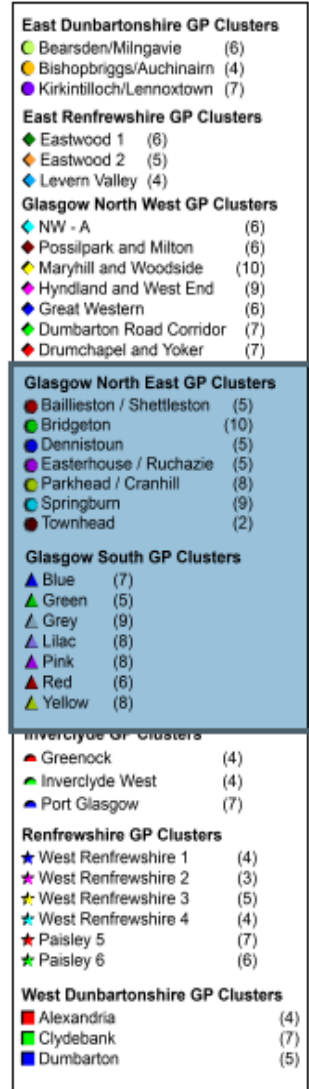 East Dunbartonshire GP Clusters
Bearsden/Milngavie (6)
Bishopbriggs/Auchinairn (4)
Kirkintilloch/Lennoxtown (7)
East Renfrewshire GP Clusters
Eastwood 1 (6)
Eastwood 2 (5)
Levern Valley (4)
Glasgow North West GP Clusters
NW - A (6)
Possilpark and Milton (6)
Maryhill and Woodside (10)
Hyndland and West End (9)
Great Western (6)
Dumbarton Road Corridor (7)
Drumchapel and Yoker (7)
Glasgow North East GP Clusters
Baillieston / Shettleston (5)
Bridgeton (10)
Dennistoun (5)
Easterhouse / Ruchazie (5)
Parkhead / Cranhill (8)
Springburn (9)
Townhead (2)
Glasgow South GP Clusters
Blue (7)
Green (5)
Grey (9)
Lilac (8)
Pink (8)
Red (6)
Yellow (8)
Inverclyde GP Clusters
Greenock (4)
Inverclyde West (4)
Port Glasgow (7)
Renfrewshire GP Clusters
West Renfrewshire 1 (4)
West Renfrewshire 2 (3)
West Renfrewshire 3 (5)
West Renfrewshire 4 (4)
Paisley 5 (7)
Paisley 6 (6)
West Dunbartonshire GP Clusters
Alexandria (4)
Clydebank (7)
Dumbarton (5)